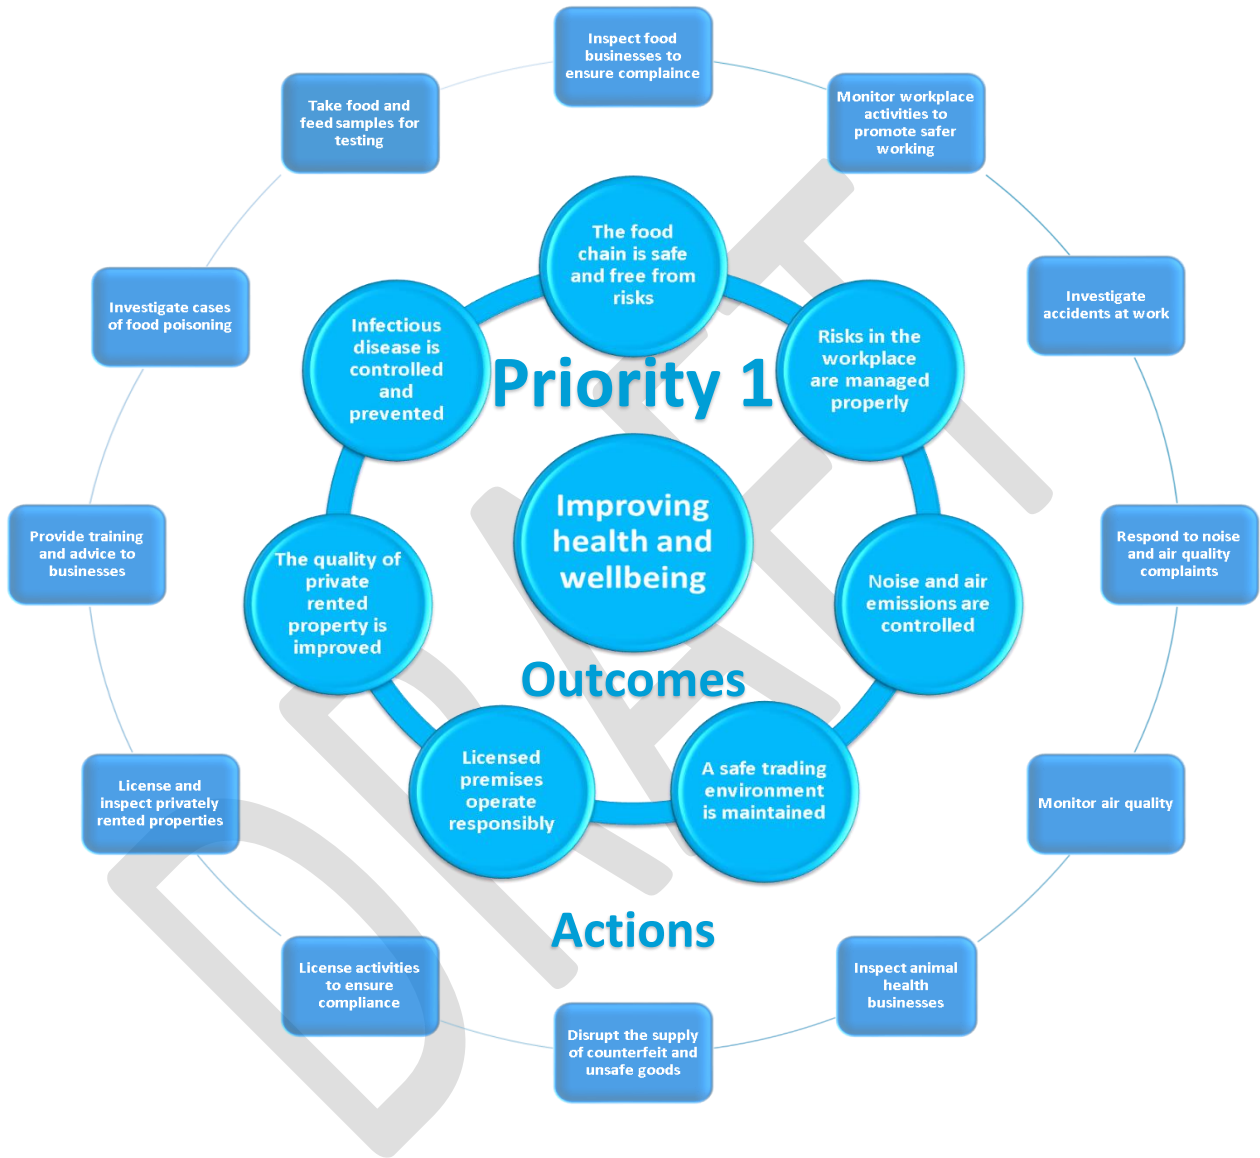 Inspect food
businesses to
ensure complaince
Monitor workplace
activities to
promote safer
working
Investigate
accidents at work
Respond to noise
and air quality
complaints
Monitor air quality
Inspect animal
health
businesses
Disrupt the supply
of counterfeit and
unsafe goods
License activities
to ensure
compliance
License and
inspect privately
rented properties
Provide training
and advice to
businesses
Investigate cases
of food poisoning
Take food and
feed samples for
testing
The food
chain is safe
and free from
risks
Risks in the
workplace
are managed
properly
Noise and air
emissions are
controlled
A safe trading
environment
is maintained
Licensed
premises
operate
responsibly
The quality of
private
rented
property is
improved
Infectious
disease is
controlled
and
prevented
Priority 1
Improving
health and
wellbeing
Outcomes
Actions
DRAFT